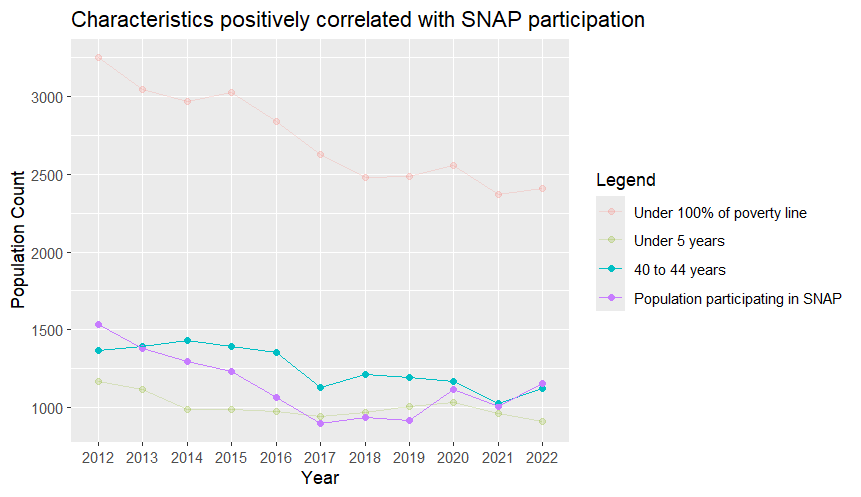 Characteristics positively correlated with SNAP participation
Population Count
3000
2500
2000
1500
1000
2012 2013 2014 2015 2016 2017 2018 2019 2020 2021 2022
Year
Legend
Under 100% of poverty line
Under 5 years
40 to 44 years
Population participating in SNAP